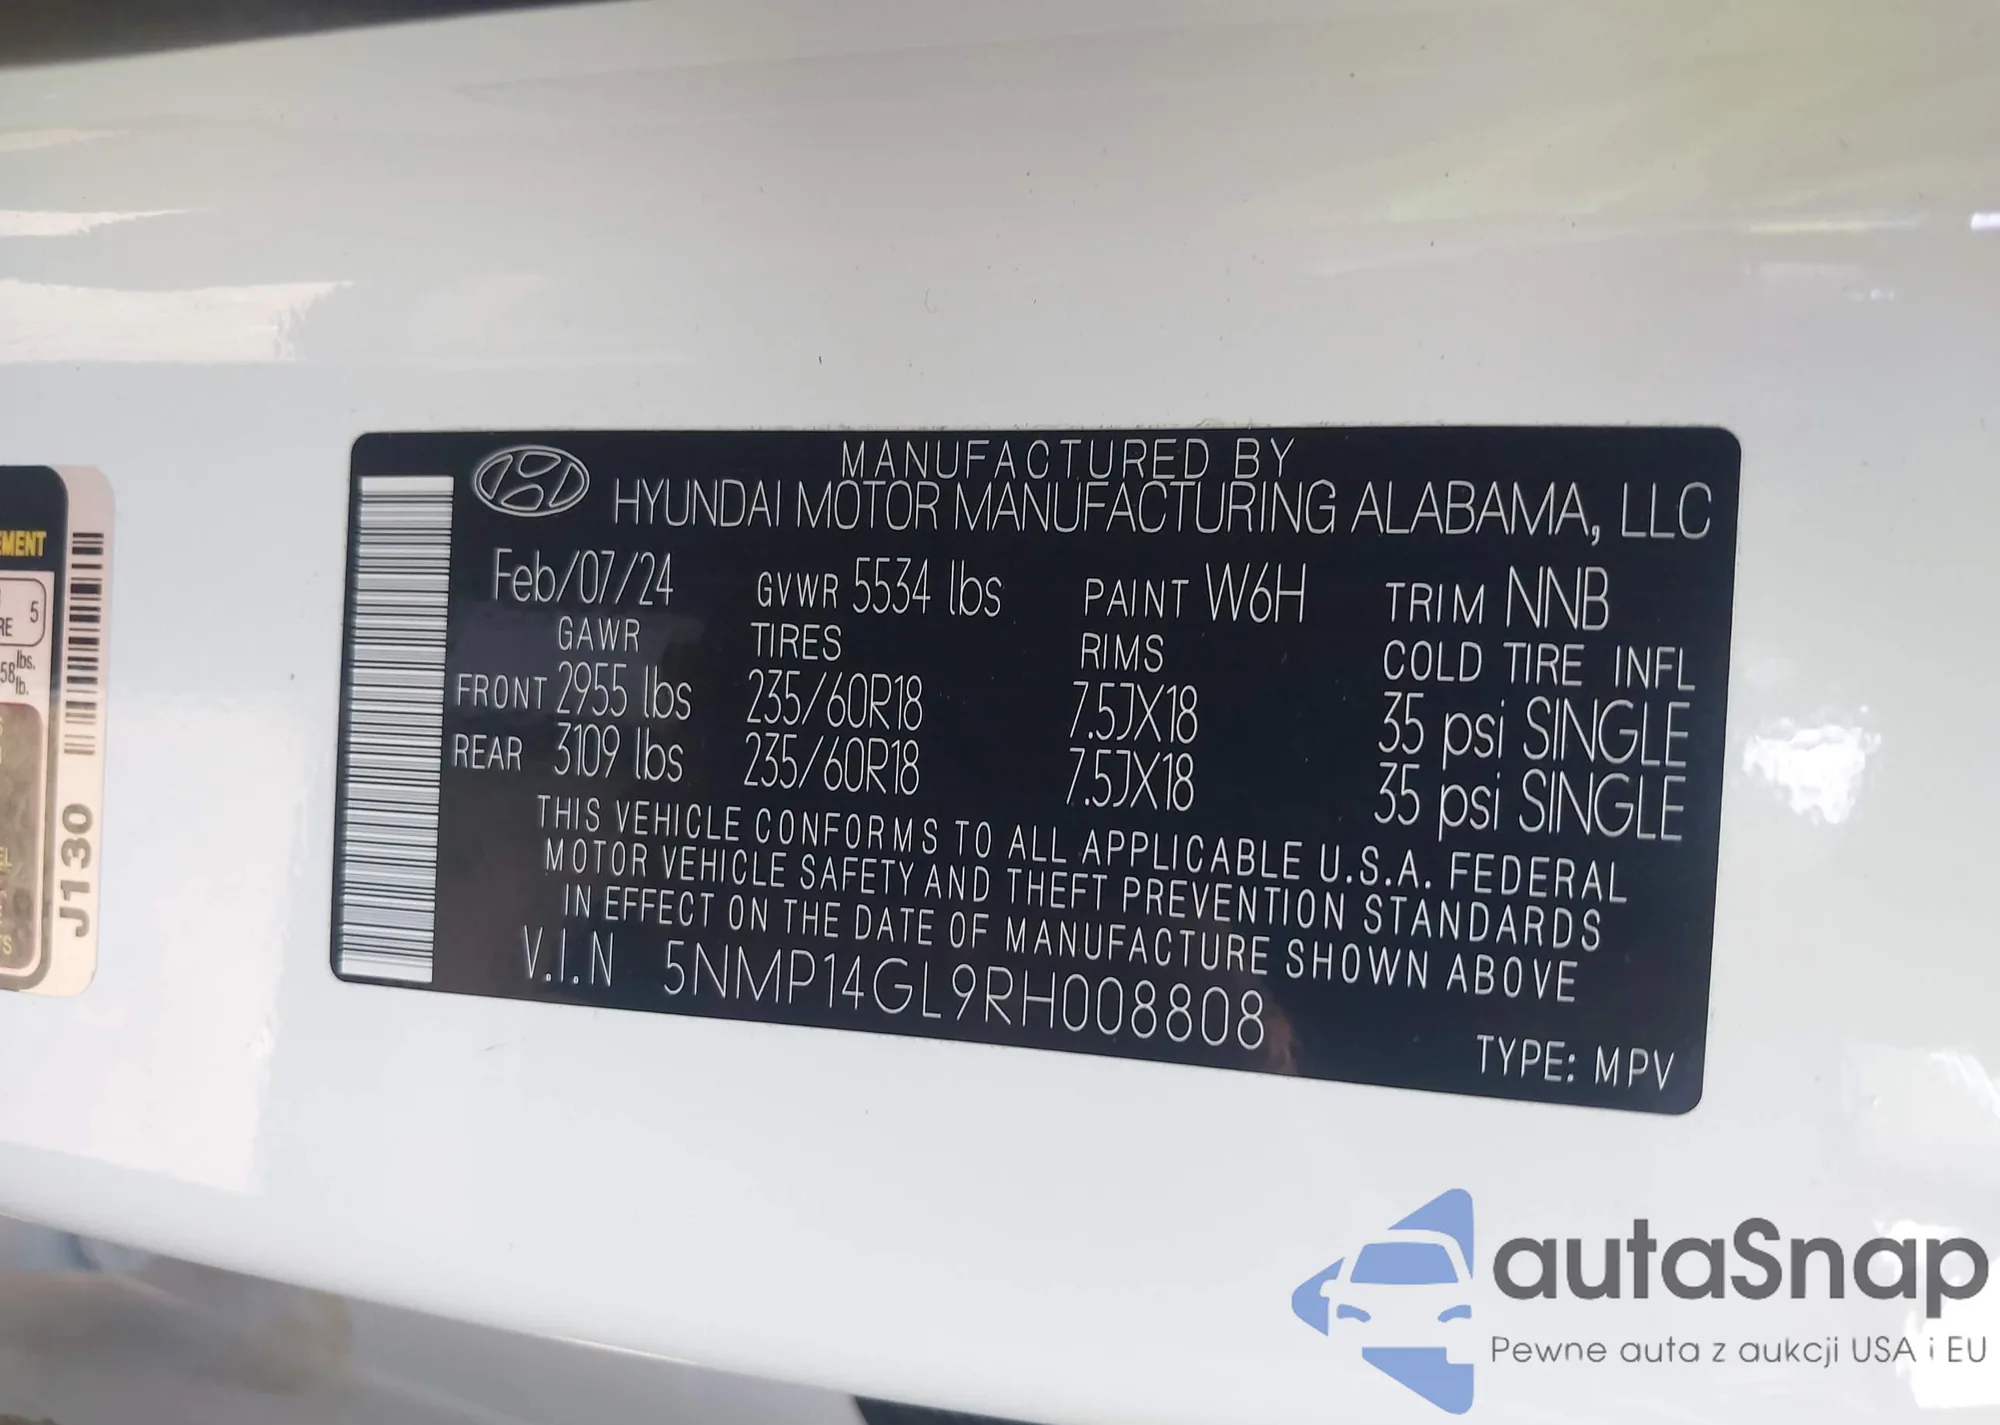 MANUFACTURED BY
HYUNDAI MOTOR MANUFACTURING ALABAMA, LLC
Feb/07/24 GVWR 5534 lbs PAINT W6H TRIM NNB
GAWR TIRES RIMS COLD TIRE INFL
FRONT 2955 lbs 235/60R18 7.5JX18 35 psi SINGLE
REAR 3109 lbs 235/60R18 7.5JX18 35 psi SINGLE
THIS VEHICLE CONFORMS TO ALL APPLICABLE U.S.A. FEDERAL
MOTOR VEHICLE SAFETY AND THEFT PREVENTION STANDARDS
IN EFFECT ON THE DATE OF MANUFACTURE SHOWN ABOVE
V.I.N 5NMP14GL9RH008808
TYPE: MPV
5
lbs.
lb.
J130
autaSnap
Pewne auta z aukcji USA i EU